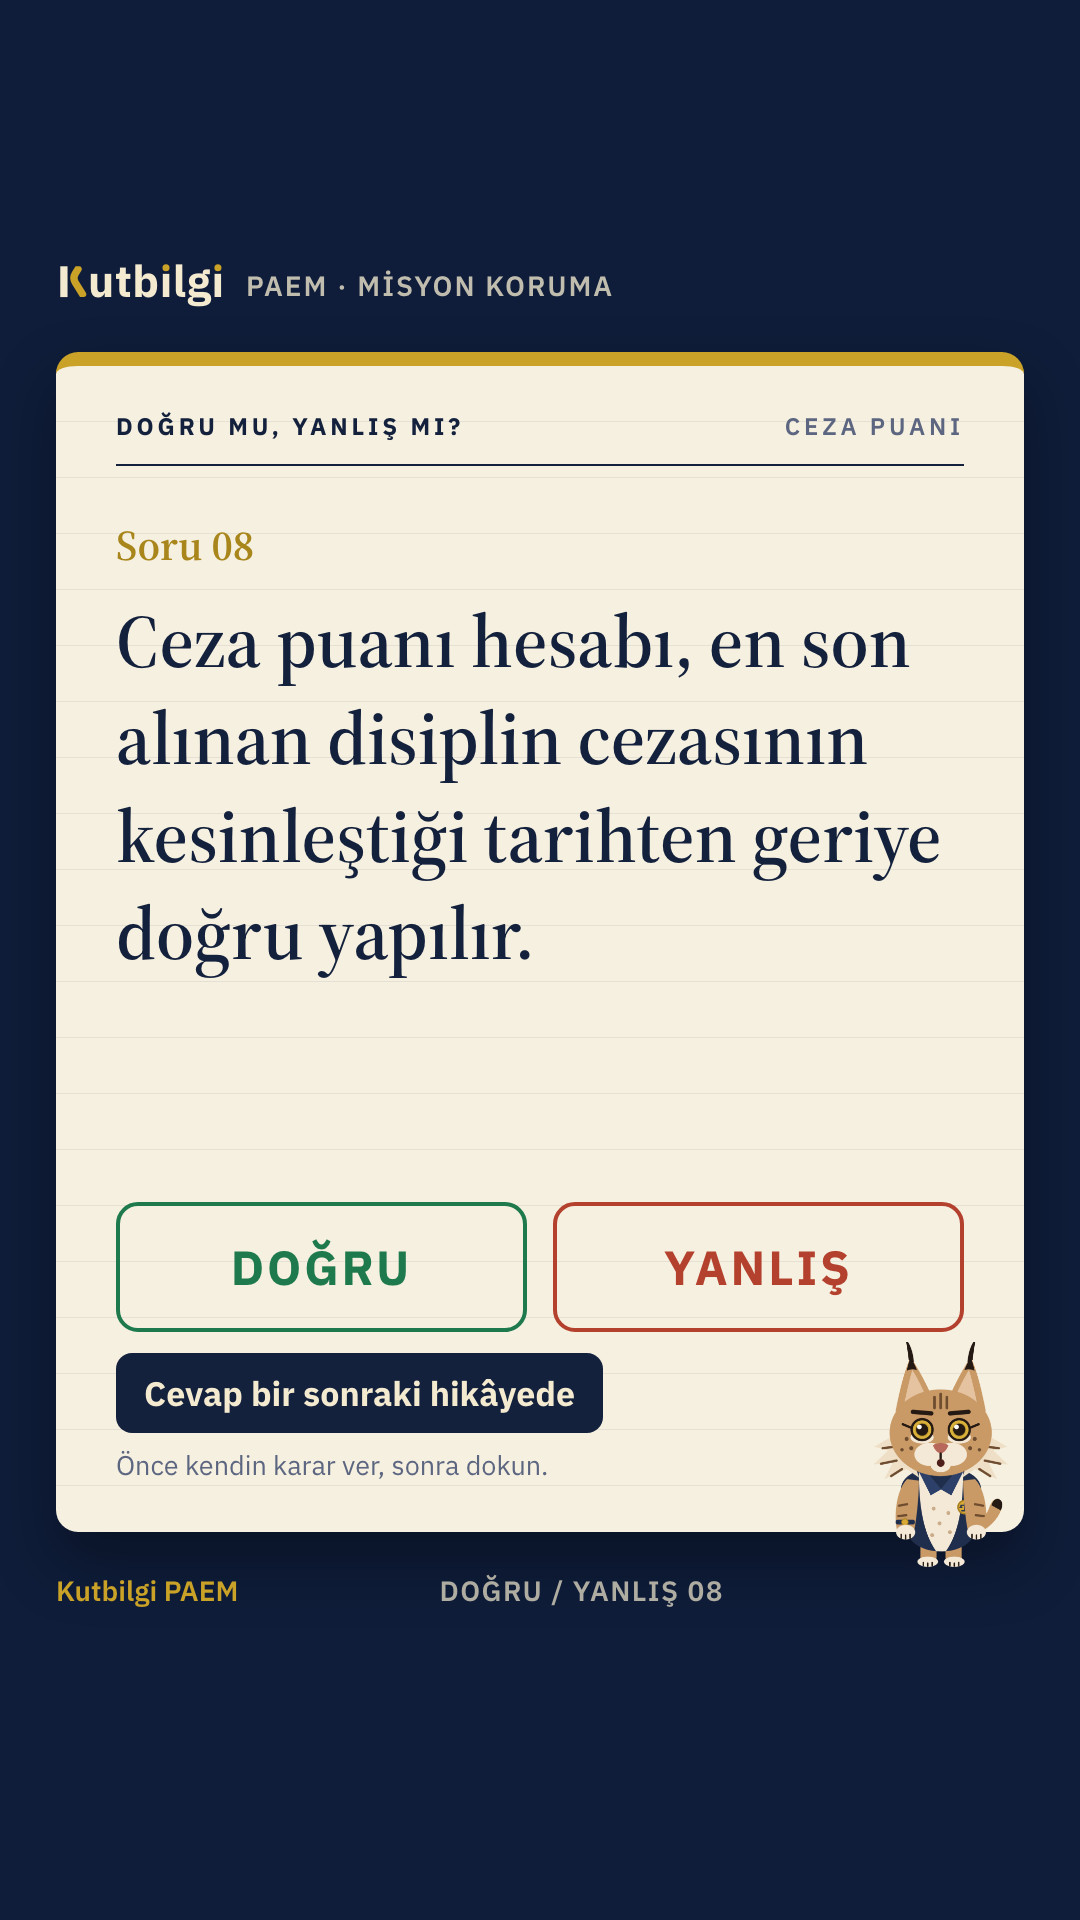 Kutbilgi PAEM · MİSYON KORUMA
DOĞRU MU, YANLIŞ MI? CEZA PUANI
Soru 08
Ceza puanı hesabı, en son
alınan disiplin cezasının
kesinleştiği tarihten geriye
doğru yapılır.
DOĞRU YANLIŞ
Cevap bir sonraki hikâyede
Önce kendin karar ver, sonra dokun.
Kutbilgi PAEM DOĞRU / YANLIŞ 08